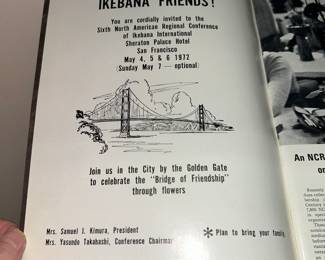 IKEBANA FRIENDS!
You are cordially invited to the
Sixth North American Regional Conference
of Ikebana International
Sheraton Palace Hotel
San Francisco
May 4, 5 & 6 1972
(Sunday May 7 — optional)
Join us in the City by the Golden Gate
to celebrate the "Bridge of Friendship"
through flowers
Mrs. Samuel J. Kimura, President
Mrs. Yasundo Takahashi, Conference Chairman
* Plan to bring your family.
An NCR